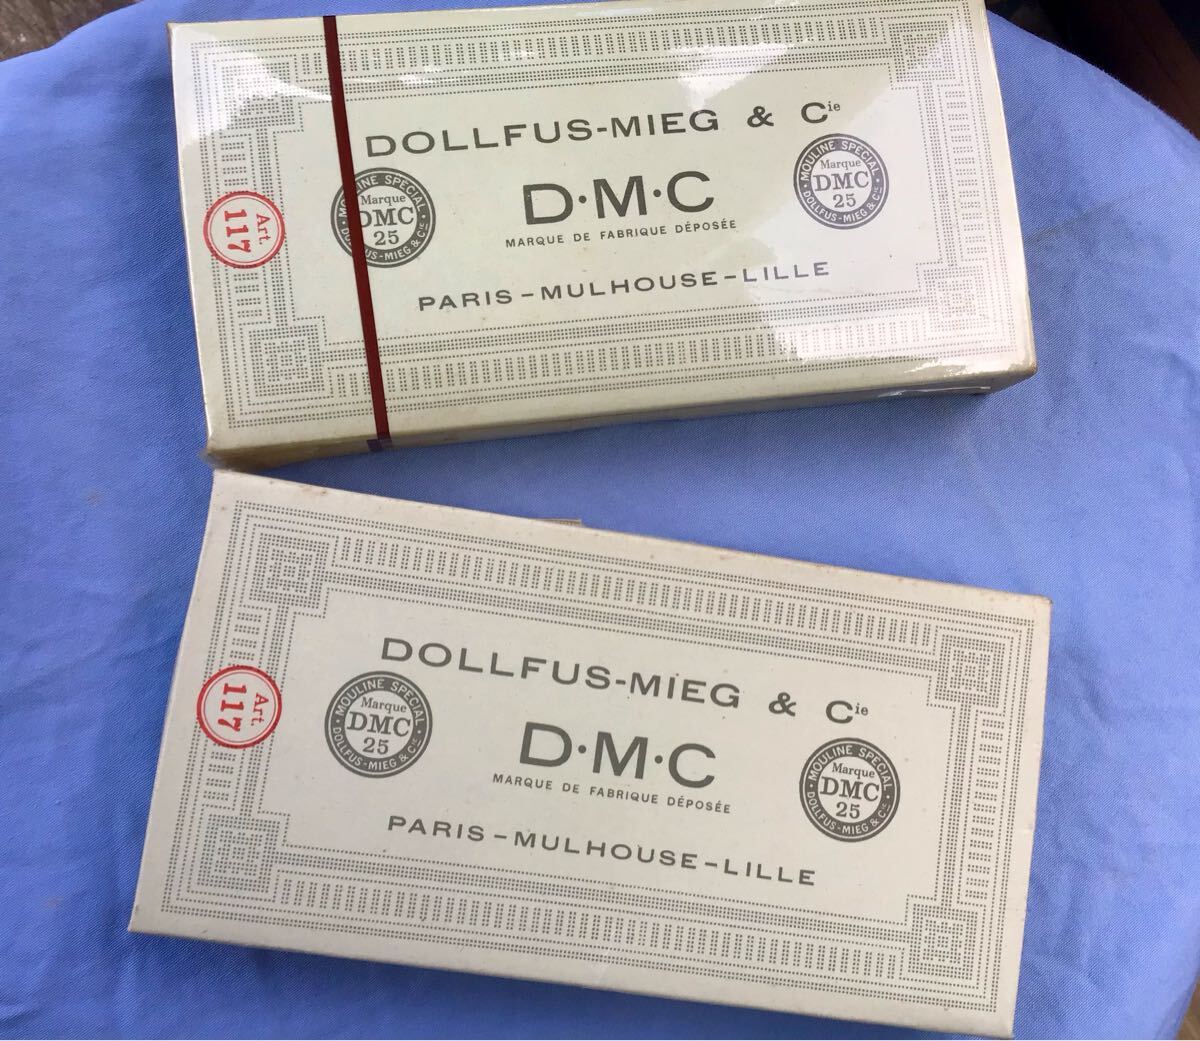 DOLLFUS-MIEG & Cie
D·M·C
MARQUE DE FABRIQUE DÉPOSÉE
PARIS-MULHOUSE-LILLE
Art.
117
MOULINE SPECIAL
Marque
DMC
25
DOLLFUS-MIEG & Cie
MOULINE SPECIAL
Marque
DMC
25
DOLLFUS-MIEG & Cie
DOLLFUS-MIEG & Cie
D·M·C
MARQUE DE FABRIQUE DÉPOSÉE
PARIS-MULHOUSE-LILLE
Art.
117
MOULINE SPECIAL
Marque
DMC
25
DOLLFUS-MIEG & Cie
MOULINE SPECIAL
Marque
DMC
25
DOLLFUS-MIEG & Cie